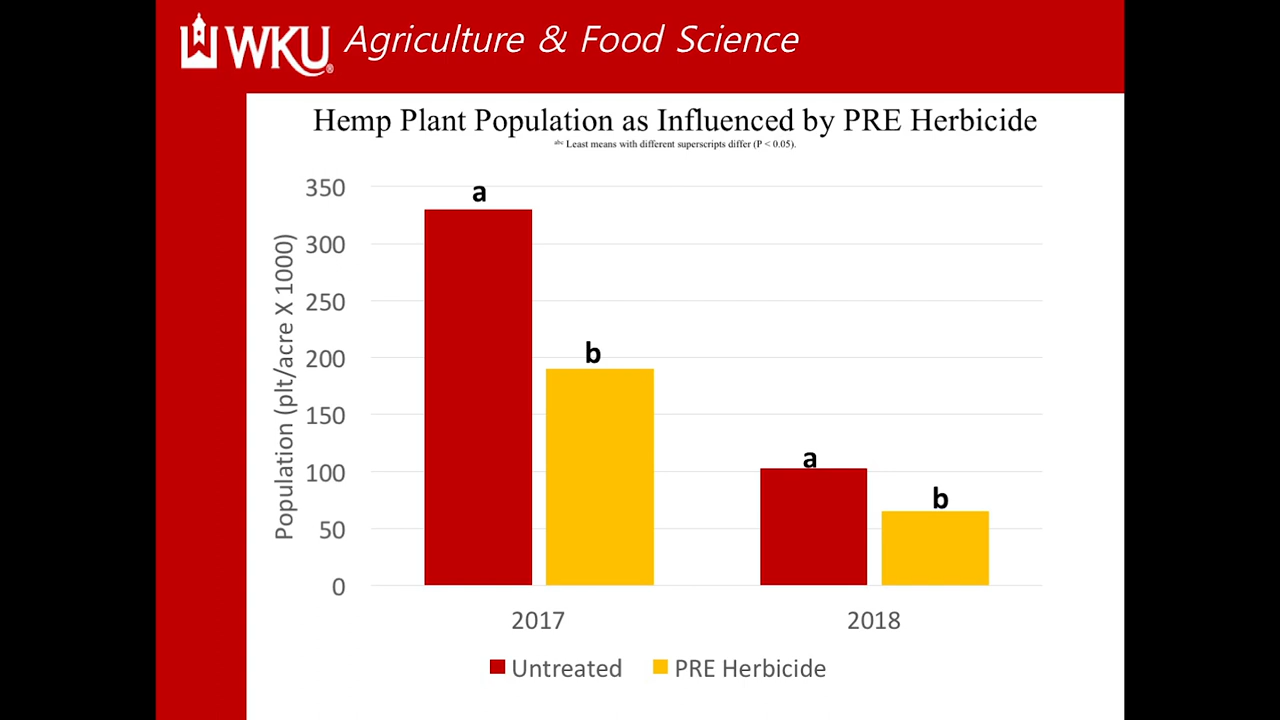 WKU® Agriculture & Food Science
Hemp Plant Population as Influenced by PRE Herbicide
abc Least means with different superscripts differ (P < 0.05).
Population (plt/acre X 1000)
350
300
250
200
150
100
50
0
a
b
a
b
2017
2018
Untreated
PRE Herbicide